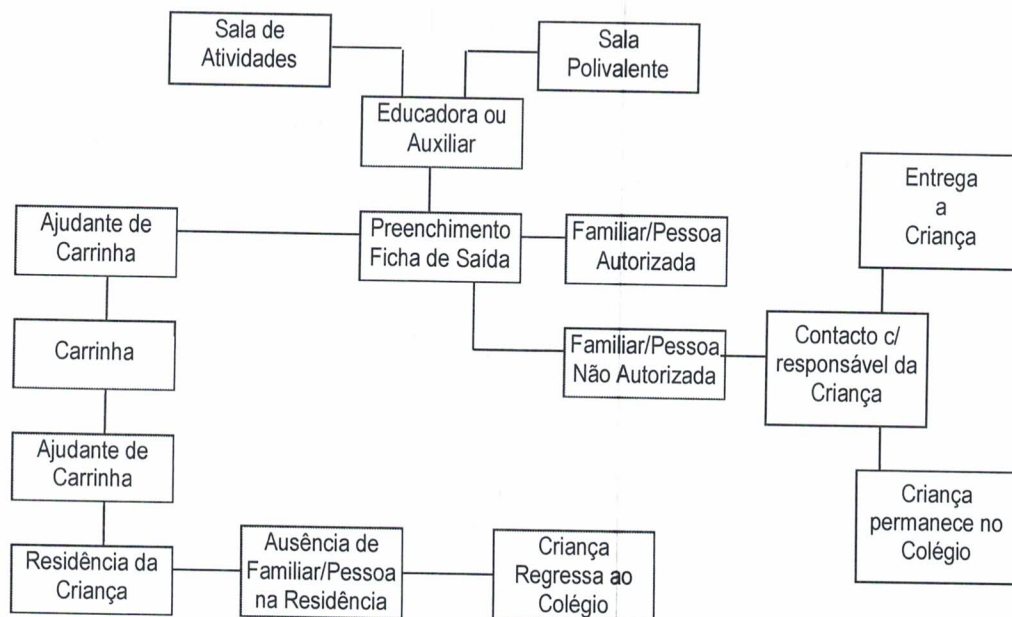 Sala de
Atividades
Sala
Polivalente
Educadora ou
Auxiliar
Entrega
a
Criança
Ajudante de
Carrinha
Preenchimento
Ficha de Saída
Familiar/Pessoa
Autorizada
Carrinha
Familiar/Pessoa
Não Autorizada
Contacto c/
responsável da
Criança
Ajudante de
Carrinha
Criança
permanece no
Colégio
Residência da
Criança
Ausência de
Familiar/Pessoa
na Residência
Criança
Regressa ao
Colégio